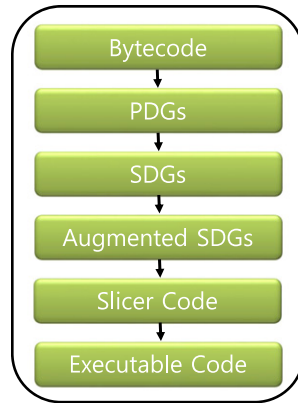 Bytecode
PDGs
SDGs
Augmented SDGs
Slicer Code
Executable Code